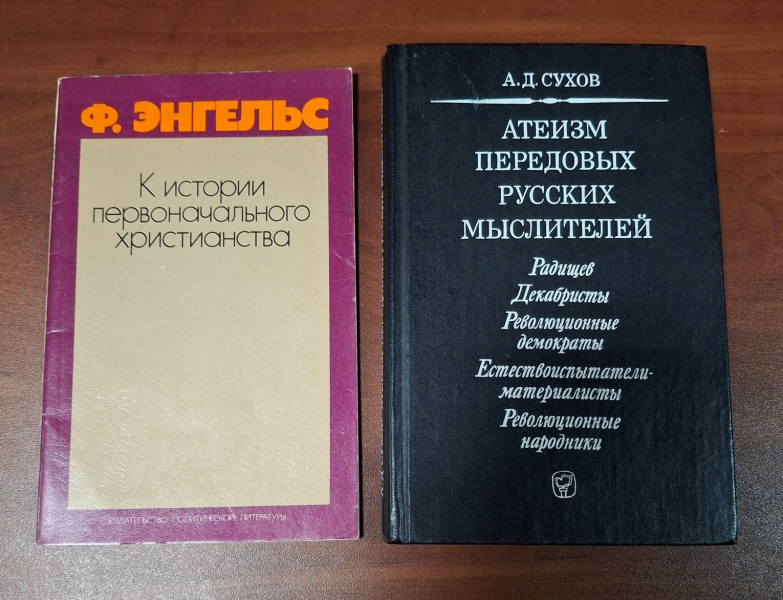 Ф. ЭНГЕЛЬС
К истории
первоначального
христианства
ИЗДАТЕЛЬСТВО ПОЛИТИЧЕСКОЙ ЛИТЕРАТУРЫ
А. Д. СУХОВ
АТЕИЗМ
ПЕРЕДОВЫХ
РУССКИХ
МЫСЛИТЕЛЕЙ
Радищев
Декабристы
Революционные
демократы
Естествоиспытатели-
материалисты
Революционные
народники